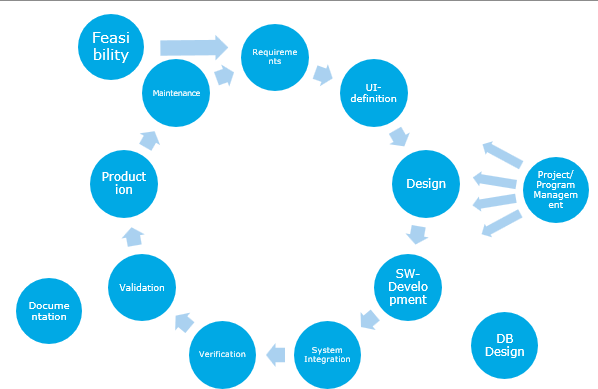 Feasi
bility
Requireme
nts
Maintenance
UI-
definition
Product
ion
Design
Project/
Program
Managem
ent
Validation
SW-
Develo
pment
Docume
ntation
Verification
System
Integration
DB
Design